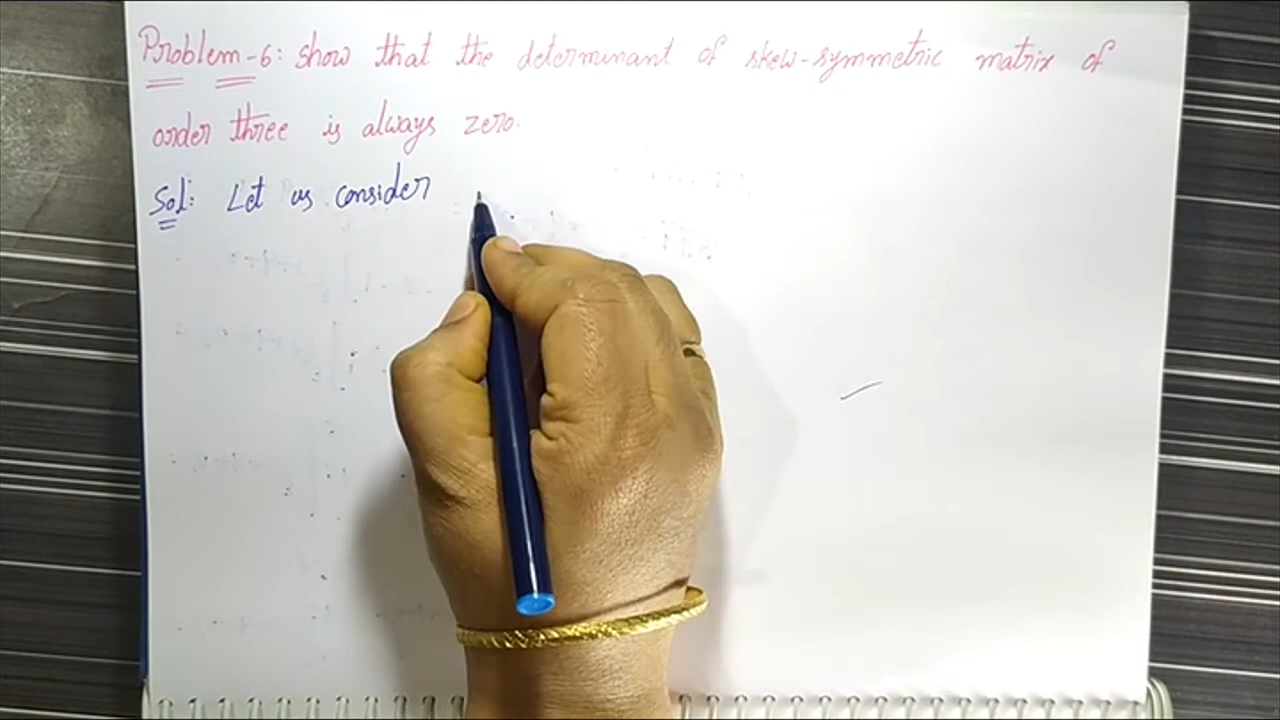 Problem-6: show that the determinant of skew-symmetric matrix of
order three is always zero.
Sol: Let us consider